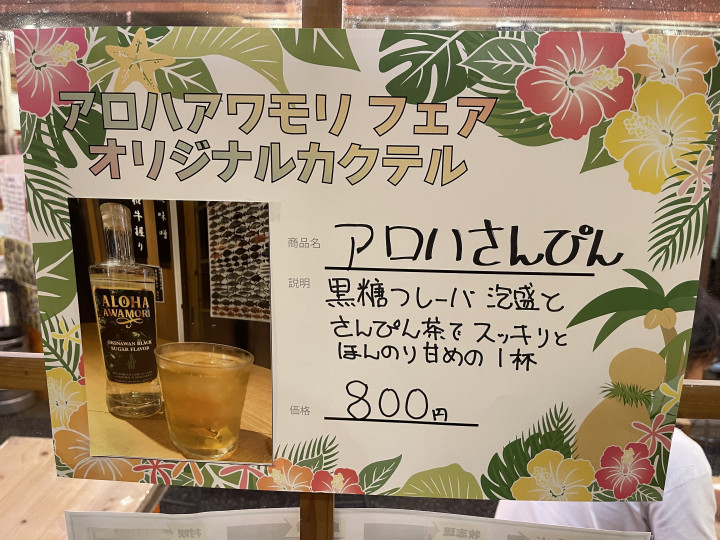 アロハアワモリ フェア
オリジナルカクテル
商品名
アロハさんぴん
説明
黒糖フレーバ 泡盛と
さんぴん茶で スッキリと
ほんのり甘めの 1杯
価格
800円
ALOHA
AWAMORI
OKINAWAN BLACK
SUGAR FLAVOR
味噌